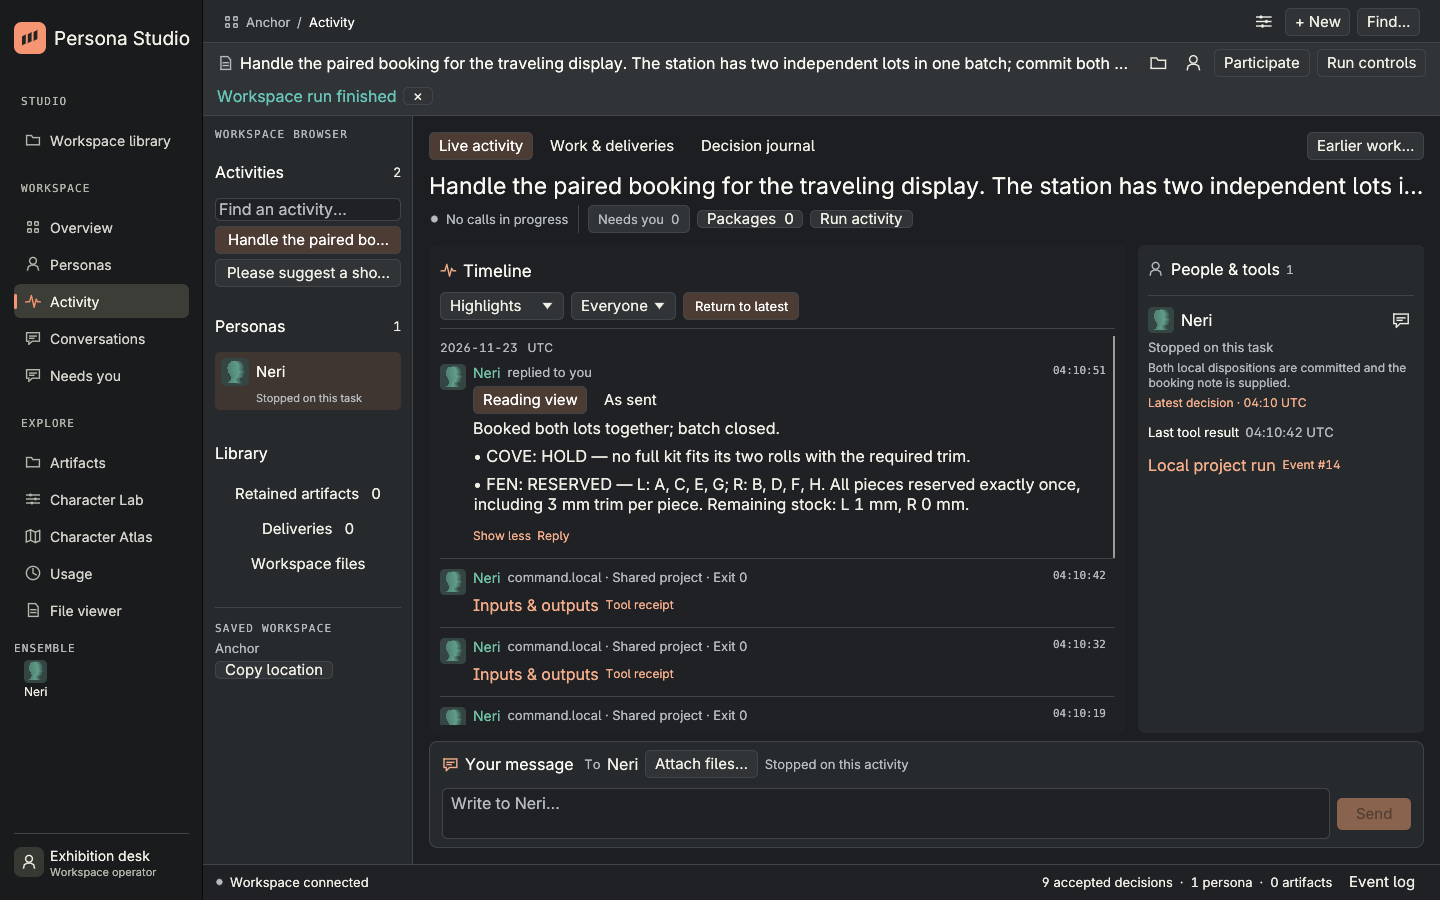 Persona Studio
STUDIO
Workspace library
WORKSPACE
Overview
Personas
Activity
Conversations
Needs you
EXPLORE
Artifacts
Character Lab
Character Atlas
Usage
File viewer
ENSEMBLE
Neri
Exhibition desk
Workspace operator
Anchor / Activity
+ New
Find...
Handle the paired booking for the traveling display. The station has two independent lots in one batch; commit both ...
Participate
Run controls
Workspace run finished ×
WORKSPACE BROWSER
Activities 2
Find an activity...
Handle the paired bo...
Please suggest a sho...
Personas 1
Neri
Stopped on this task
Library
Retained artifacts 0
Deliveries 0
Workspace files
SAVED WORKSPACE
Anchor
Copy location
Live activity
Work & deliveries
Decision journal
Earlier work...
Handle the paired booking for the traveling display. The station has two independent lots i...
No calls in progress
Needs you 0
Packages 0
Run activity
Timeline
Highlights ▼
Everyone ▼
Return to latest
2026-11-23 UTC
Neri replied to you 04:10:51
Reading view
As sent
Booked both lots together; batch closed.
• COVE: HOLD — no full kit fits its two rolls with the required trim.
• FEN: RESERVED — L: A, C, E, G; R: B, D, F, H. All pieces reserved exactly once,
including 3 mm trim per piece. Remaining stock: L 1 mm, R 0 mm.
Show less Reply
Neri command.local · Shared project · Exit 0 04:10:42
Inputs & outputs Tool receipt
Neri command.local · Shared project · Exit 0 04:10:32
Inputs & outputs Tool receipt
Neri command.local · Shared project · Exit 0 04:10:19
People & tools 1
Neri
Stopped on this task
Both local dispositions are committed and the
booking note is supplied.
Latest decision · 04:10 UTC
Last tool result 04:10:42 UTC
Local project run Event #14
Your message To Neri
Attach files...
Stopped on this activity
Write to Neri...
Send
Workspace connected
9 accepted decisions · 1 persona · 0 artifacts
Event log